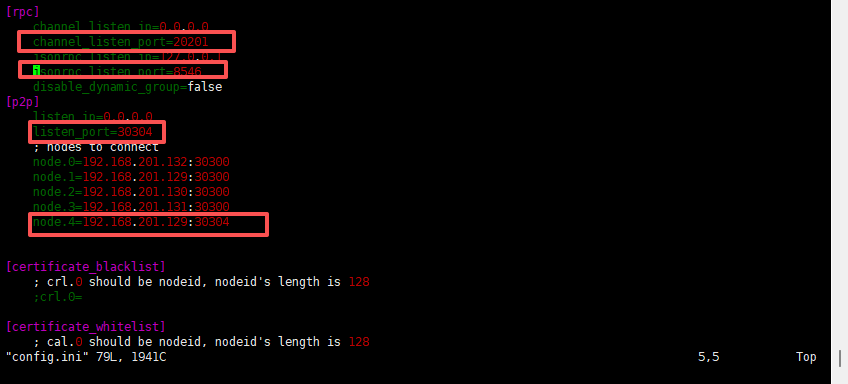 [rpc]
channel_listen_ip=0.0.0.0
channel_listen_port=20201
jsonrpc_listen_ip=127.0.0.1
jsonrpc_listen_port=8546
disable_dynamic_group=false
[p2p]
listen_ip=0.0.0.0
listen_port=30304
; nodes to connect
node.0=192.168.201.132:30300
node.1=192.168.201.129:30300
node.2=192.168.201.130:30300
node.3=192.168.201.131:30300
node.4=192.168.201.129:30304
[certificate_blacklist]
; crl.0 should be nodeid, nodeid's length is 128
;crl.0=
[certificate_whitelist]
; cal.0 should be nodeid, nodeid's length is 128
"config.ini" 79L, 1941C 5,5 Top